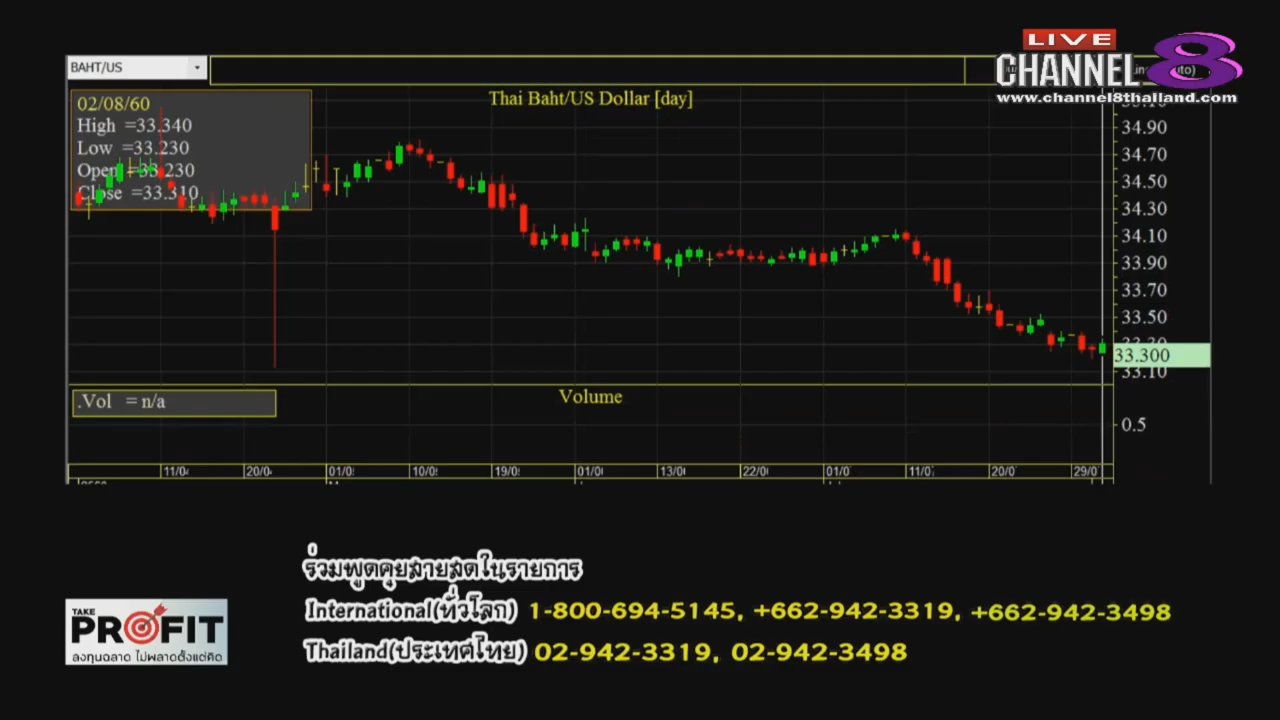 LIVE
CHANNEL 8
www.channel8thailand.com
BAHT/US
Thai Baht/US Dollar [day]
02/08/60
High =33.340
Low =33.230
Open =33.230
Close =33.310
34.90
34.70
34.50
34.30
34.10
33.90
33.70
33.50
33.300
33.10
.Vol = n/a
Volume
0.5
11/0 20/0 01/0 10/0 19/0 01/0 13/0 22/0 01/0 11/0 20/0 29/0
ร่วมพูดคุยสายสดในรายการ
International(ทั่วโลก) 1-800-694-5145, +662-942-3319, +662-942-3498
Thailand(ประเทศไทย) 02-942-3319, 02-942-3498
TAKE
PROFIT
ลงทุนฉลาด ไม่พลาดตั้งแต่คิด